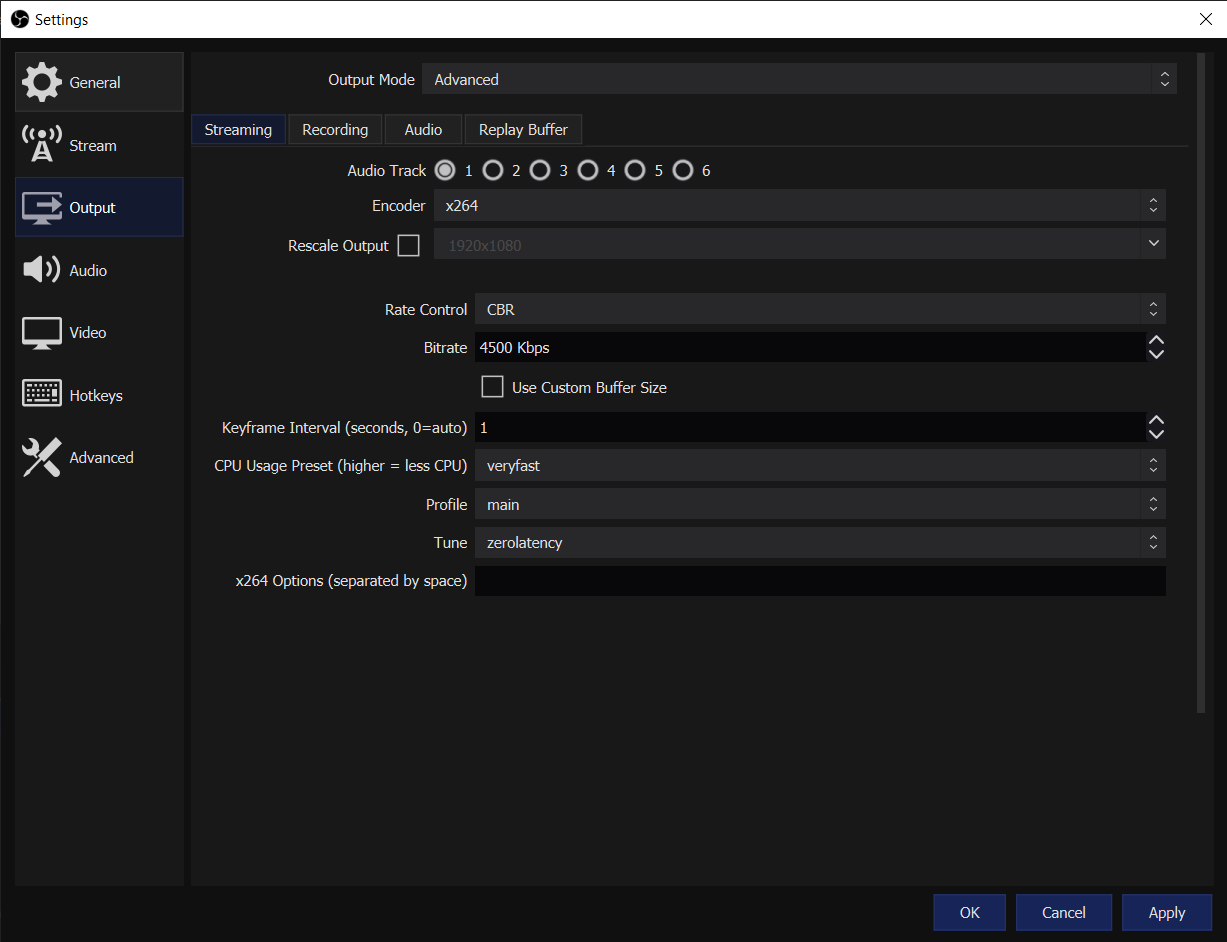 Settings
General
Stream
Output
Audio
Video
Hotkeys
Advanced
Output Mode Advanced
Streaming Recording Audio Replay Buffer
Audio Track 1 2 3 4 5 6
Encoder x264
Rescale Output 1920x1080
Rate Control CBR
Bitrate 4500 Kbps
Use Custom Buffer Size
Keyframe Interval (seconds, 0=auto) 1
CPU Usage Preset (higher = less CPU) veryfast
Profile main
Tune zerolatency
x264 Options (separated by space)
OK Cancel Apply